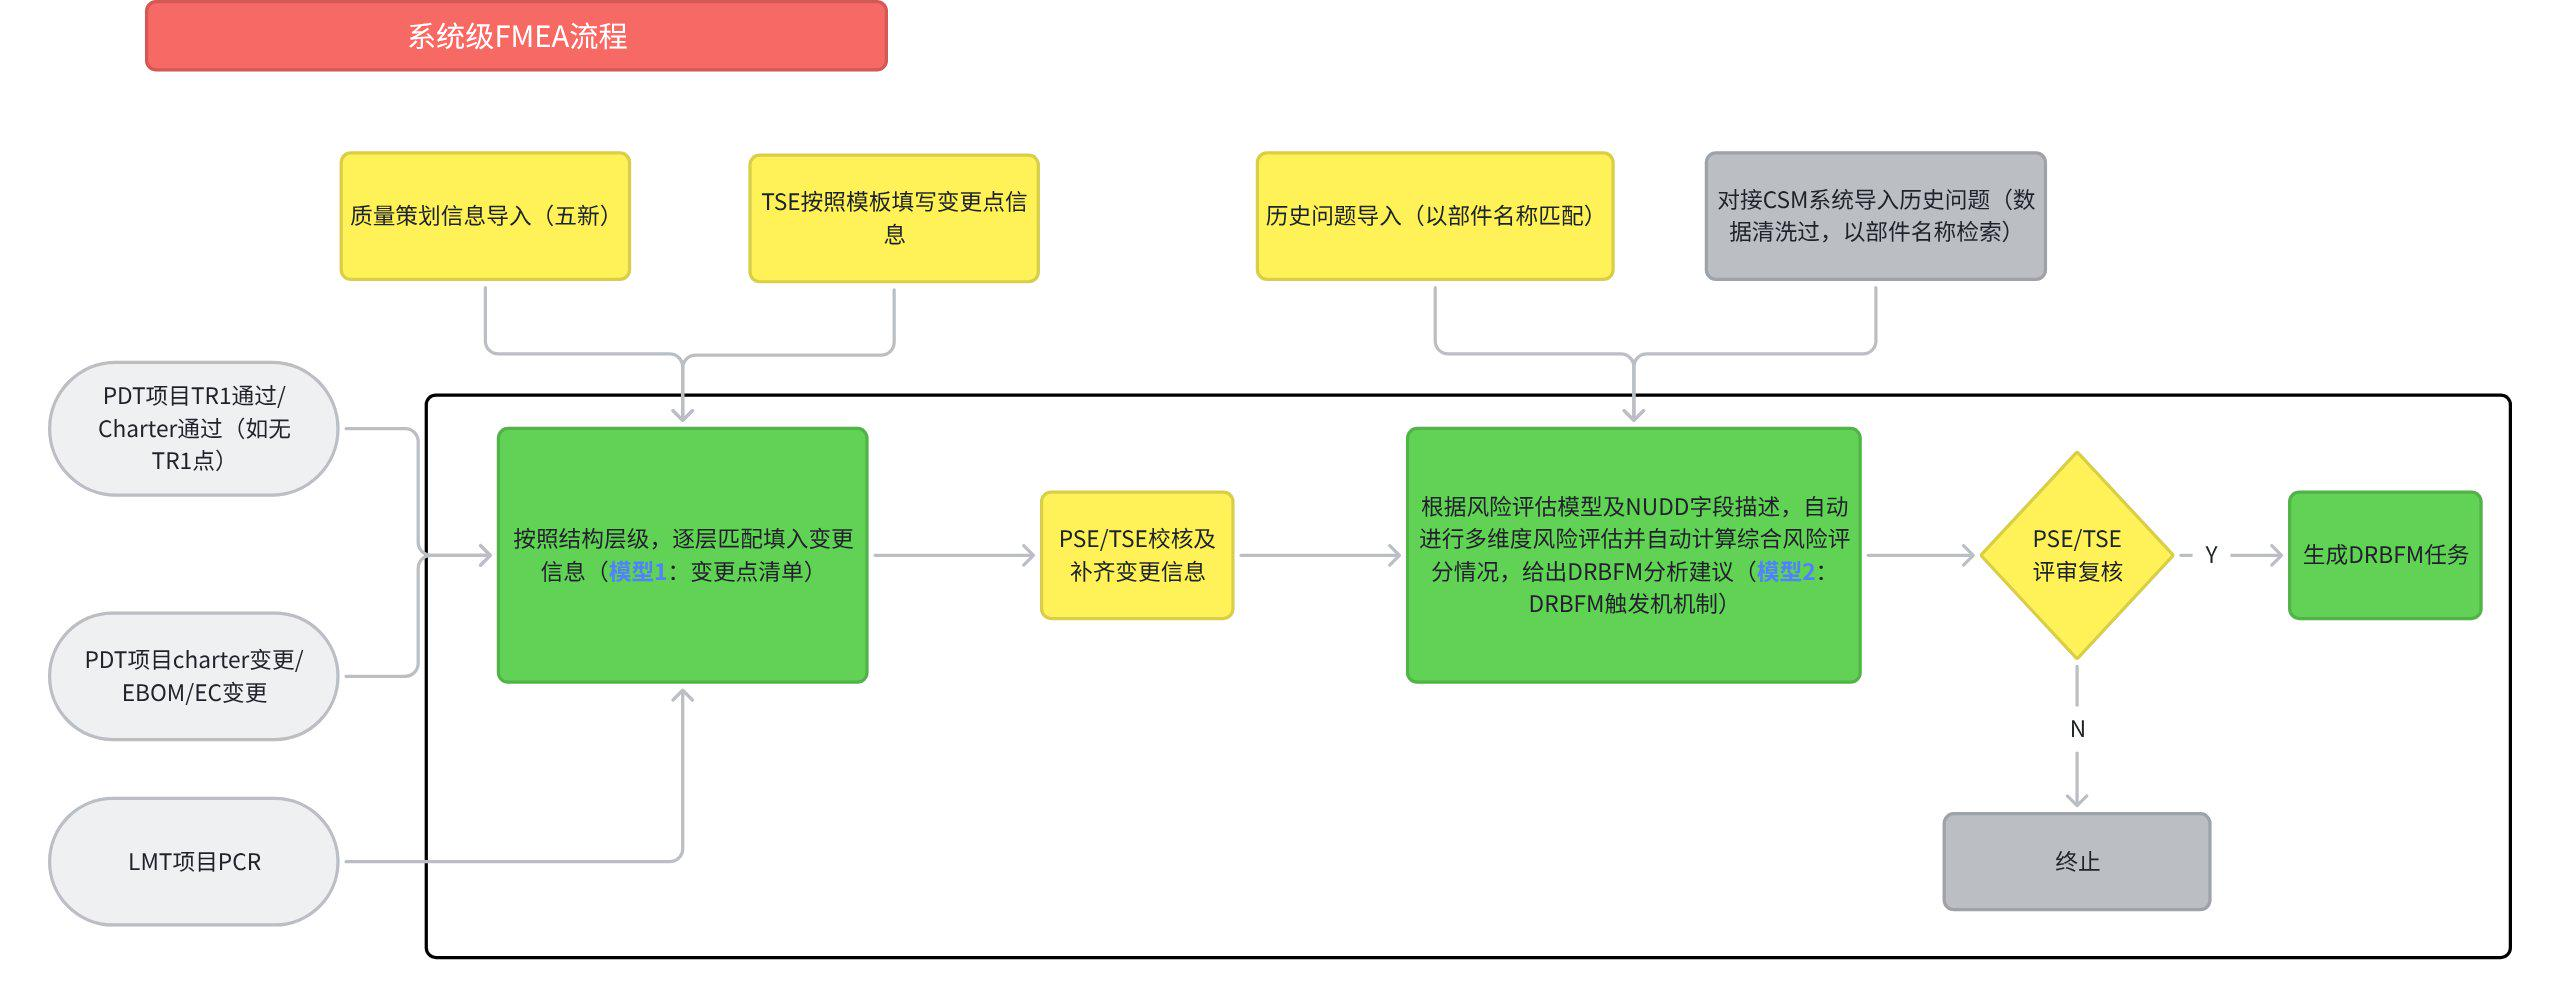 系统级FMEA流程
质量策划信息导入（五新）
TSE按照模板填写变更点信
息
历史问题导入（以部件名称匹配）
对接CSM系统导入历史问题（数
据清洗过，以部件名称检索）
PDT项目TR1通过/
Charter通过（如无
TR1点）
PDT项目charter变更/
EBOM/EC变更
LMT项目PCR
按照结构层级，逐层匹配填入变更
信息（模型1：变更点清单）
PSE/TSE校核及
补齐变更信息
根据风险评估模型及NUDD字段描述，自动
进行多维度风险评估并自动计算综合风险评
分情况，给出DRBFM分析建议（模型2：
DRBFM触发机机制）
PSE/TSE
评审复核
Y
生成DRBFM任务
N
终止